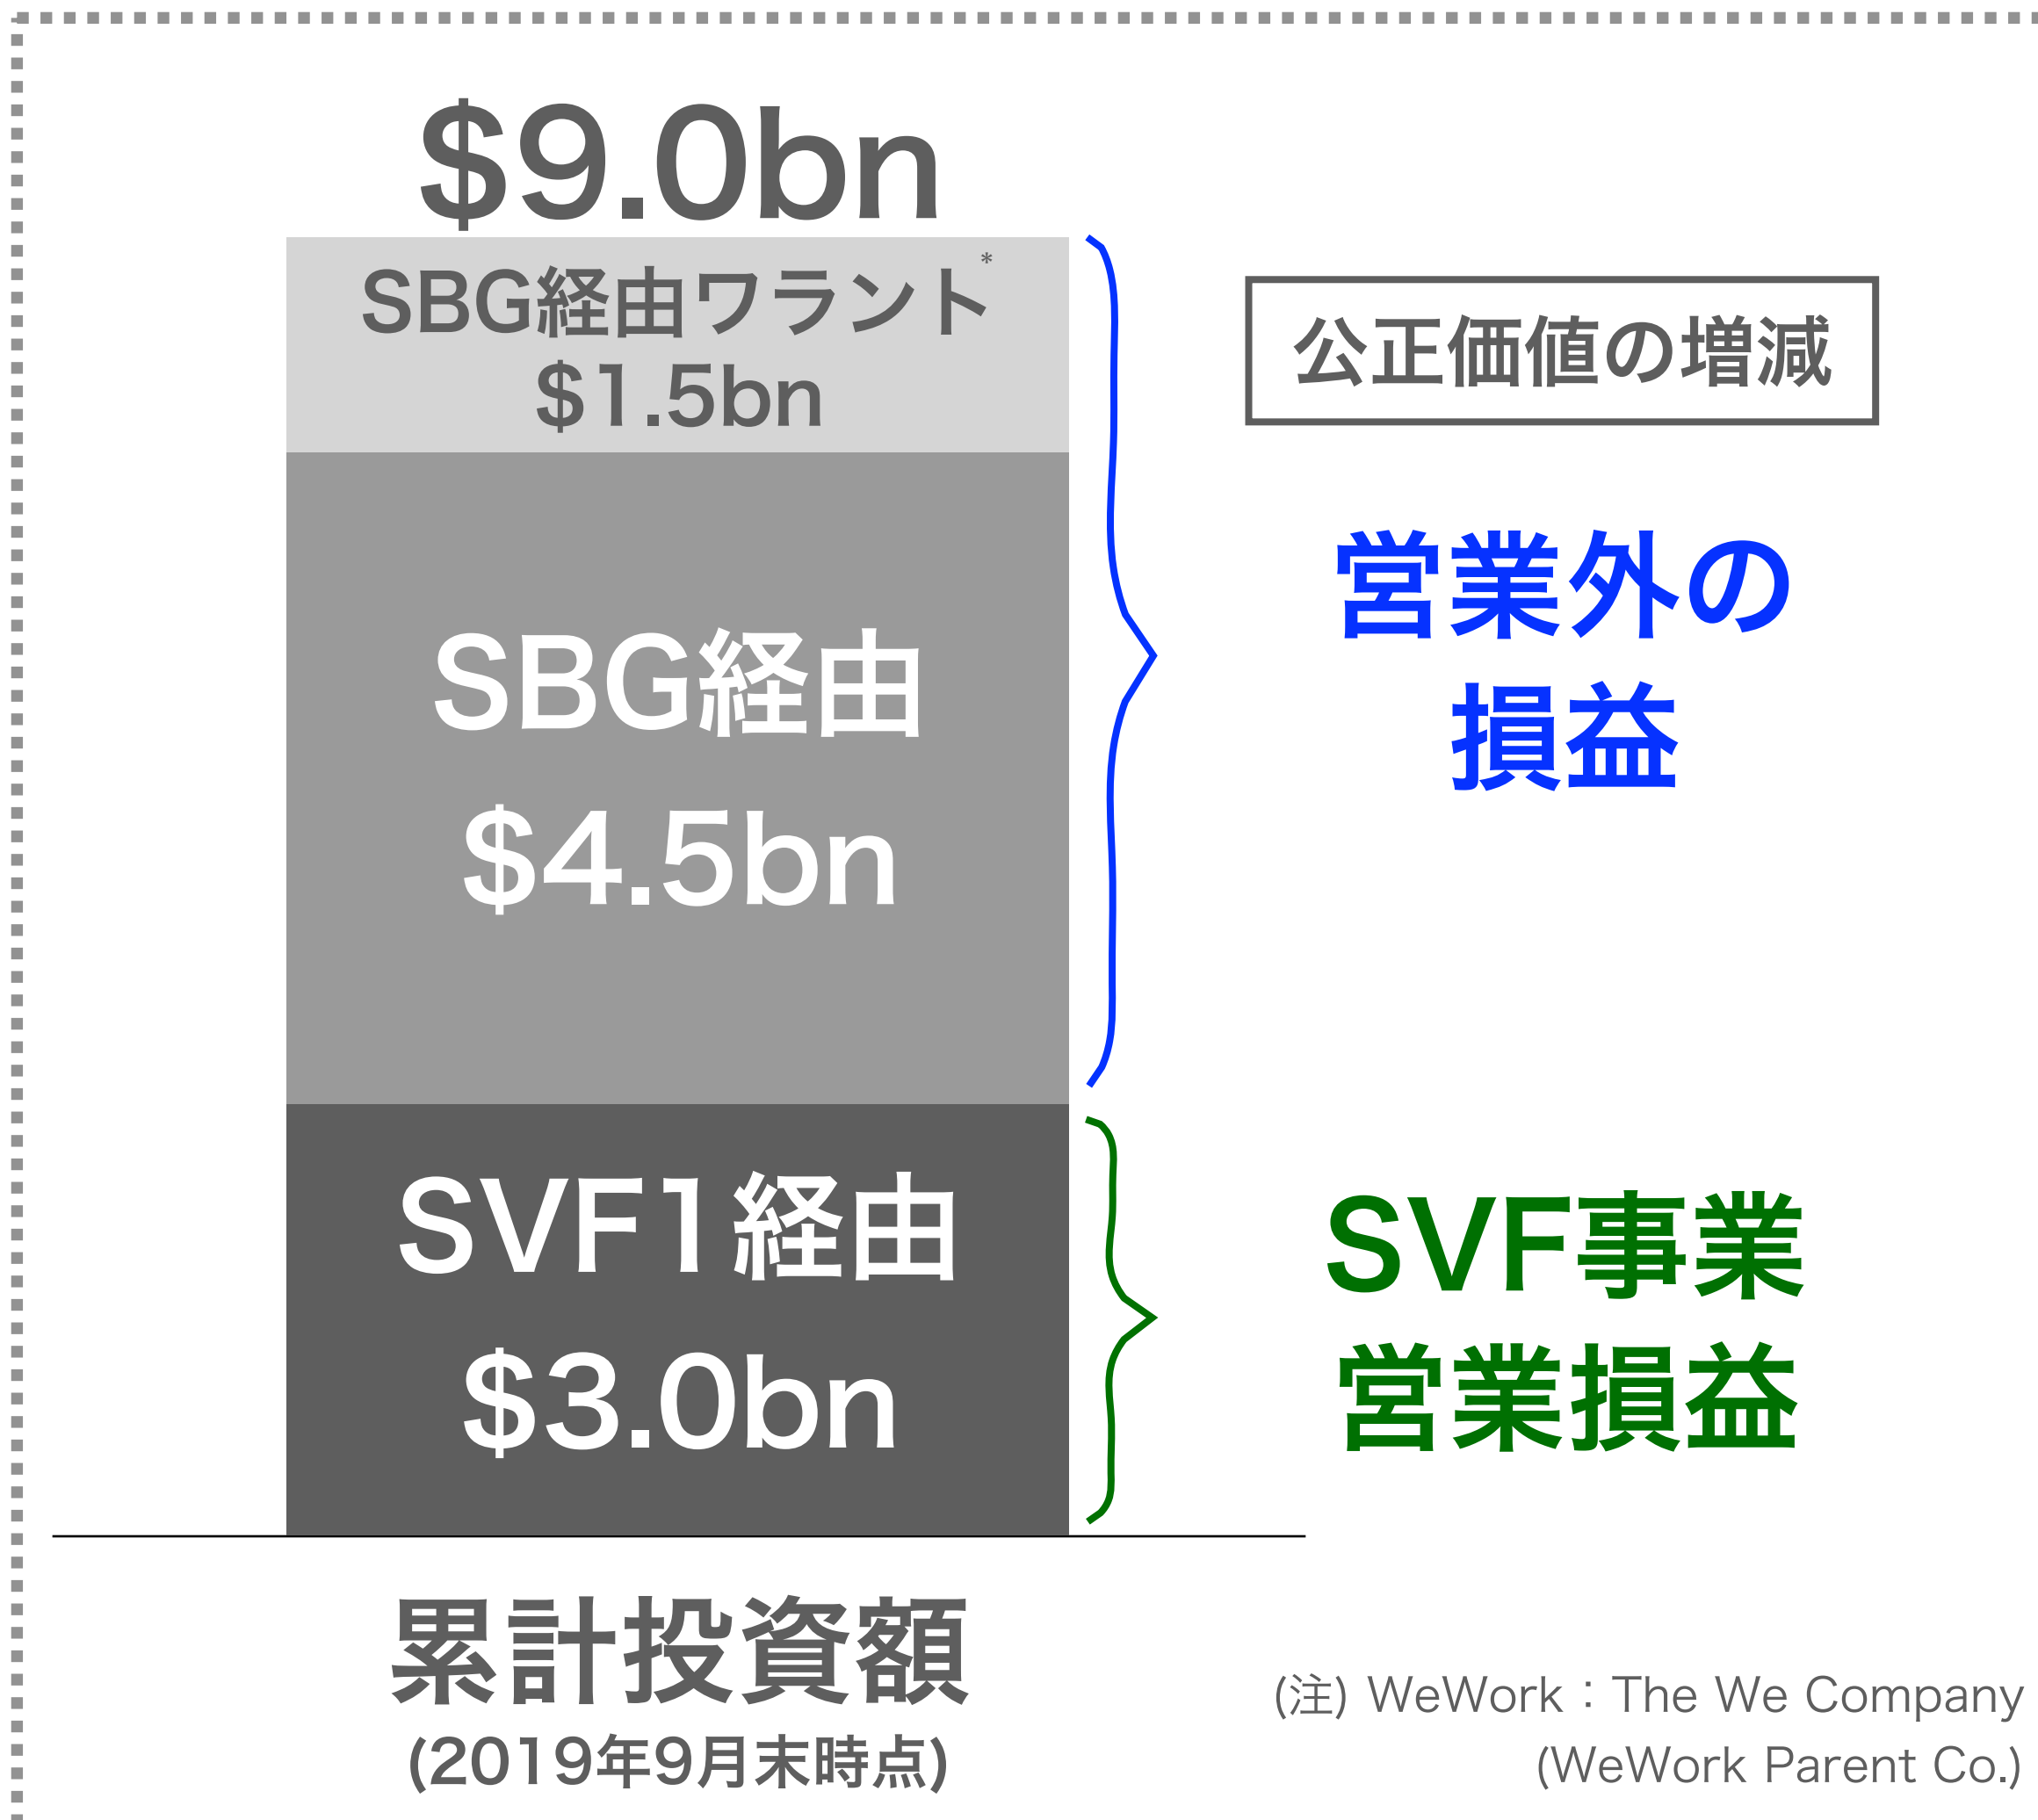 $9.0bn
SBG経由ワラント*
$1.5bn
SBG経由
$4.5bn
SVF1経由
$3.0bn
累計投資額
(2019年9月末時点)
公正価値の増減
営業外の
損益
SVF事業
営業損益
(注) WeWork：The We Company
(WeWork Parent Co.)